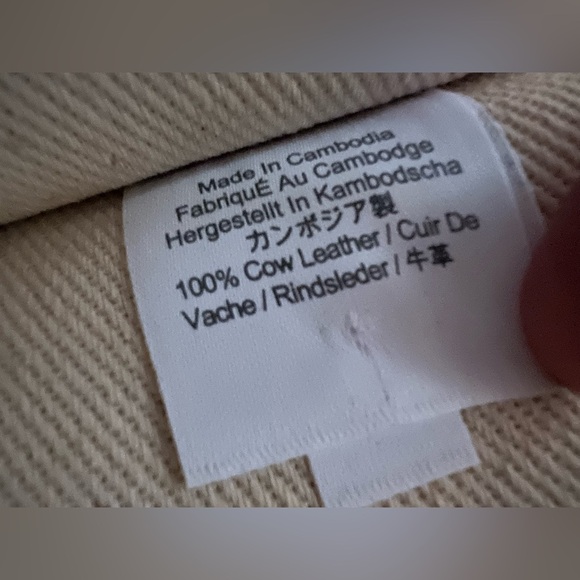 Made In Cambodia
FabriquÉ Au Cambodge
Hergestellt In Kambodscha
カンボジア製
100% Cow Leather / Cuir De
Vache / Rindsleder / 牛革